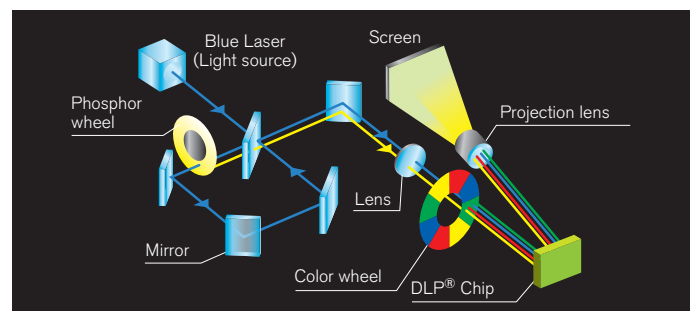 Blue Laser
(Light source)
Screen
Phosphor
wheel
Projection lens
Lens
Mirror
Color wheel
DLP® Chip